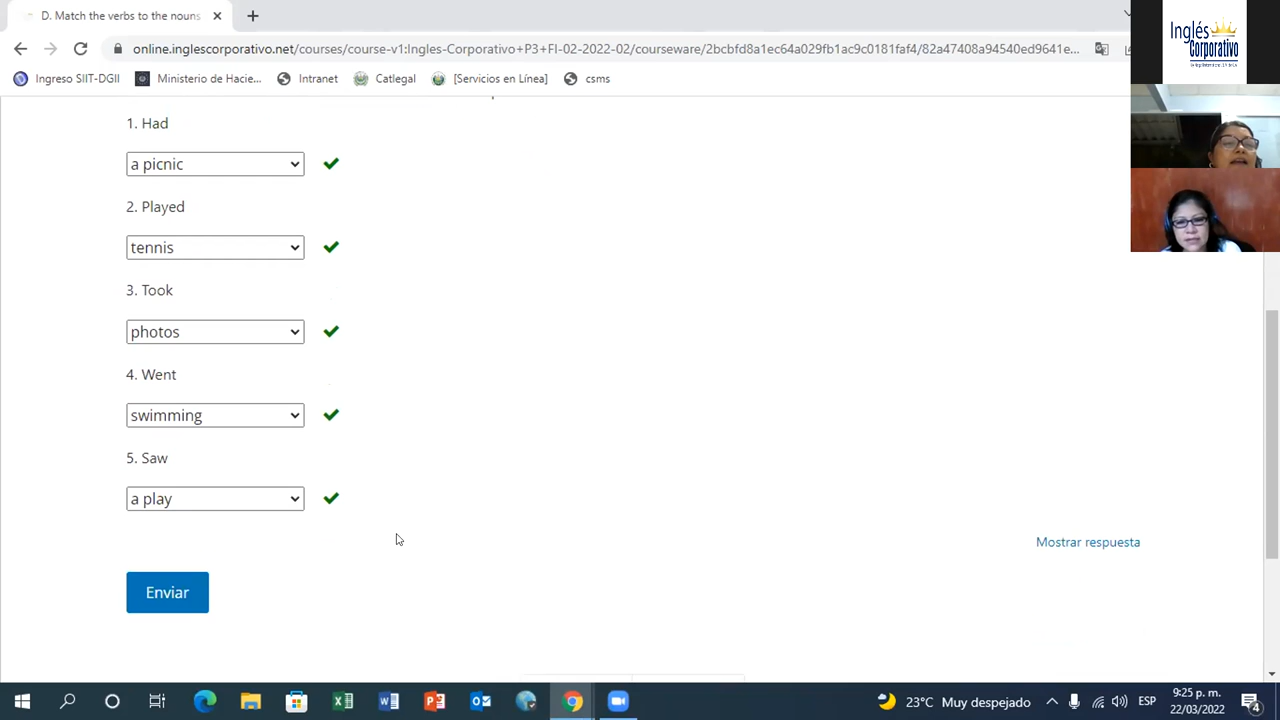 D. Match the verbs to the nouns
online.inglescorporativo.net/courses/course-v1:Ingles-Corporativo+P3+FI-02-2022-02/courseware/2bcbfd8a1ec64a029fb1ac9c0181faf4/82a47408a94540ed9641e...
Ingreso SIIT-DGII
Ministerio de Hacie...
Intranet
Catlegal
[Servicios en Línea]
csms
Inglés
Corporativo
1. Had
a picnic
2. Played
tennis
3. Took
photos
4. Went
swimming
5. Saw
a play
Mostrar respuesta
Enviar
23°C Muy despejado
ESP
9:25 p. m.
22/03/2022
4